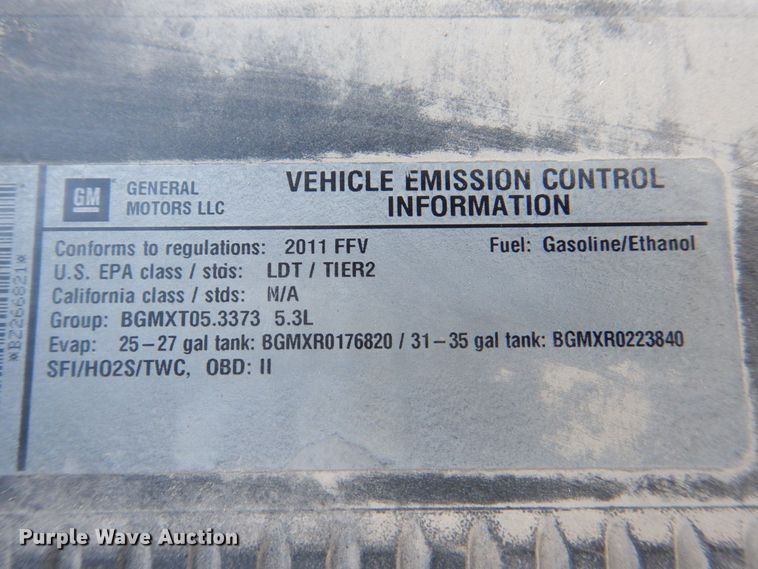 GM
GENERAL MOTORS LLC
VEHICLE EMISSION CONTROL INFORMATION
Conforms to regulations: 2011 FFV Fuel: Gasoline/Ethanol
U.S. EPA class / stds: LDT / TIER2
California class / stds: N/A
Group: BGMXT05.3373 5.3L
Evap: 25-27 gal tank: BGMXR0176820 / 31-35 gal tank: BGMXR0223840
SFI/HO2S/TWC, OBD: II
*BZ266821*
Purple Wave Auction